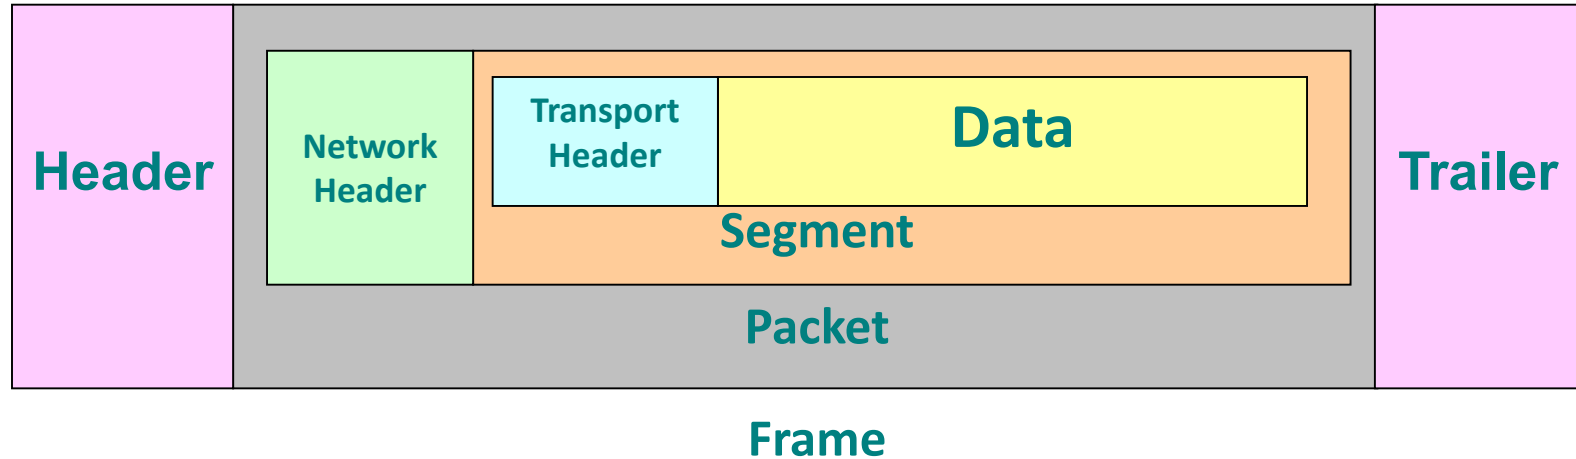 Header
Network
Header
Transport
Header
Data
Segment
Packet
Trailer
Frame